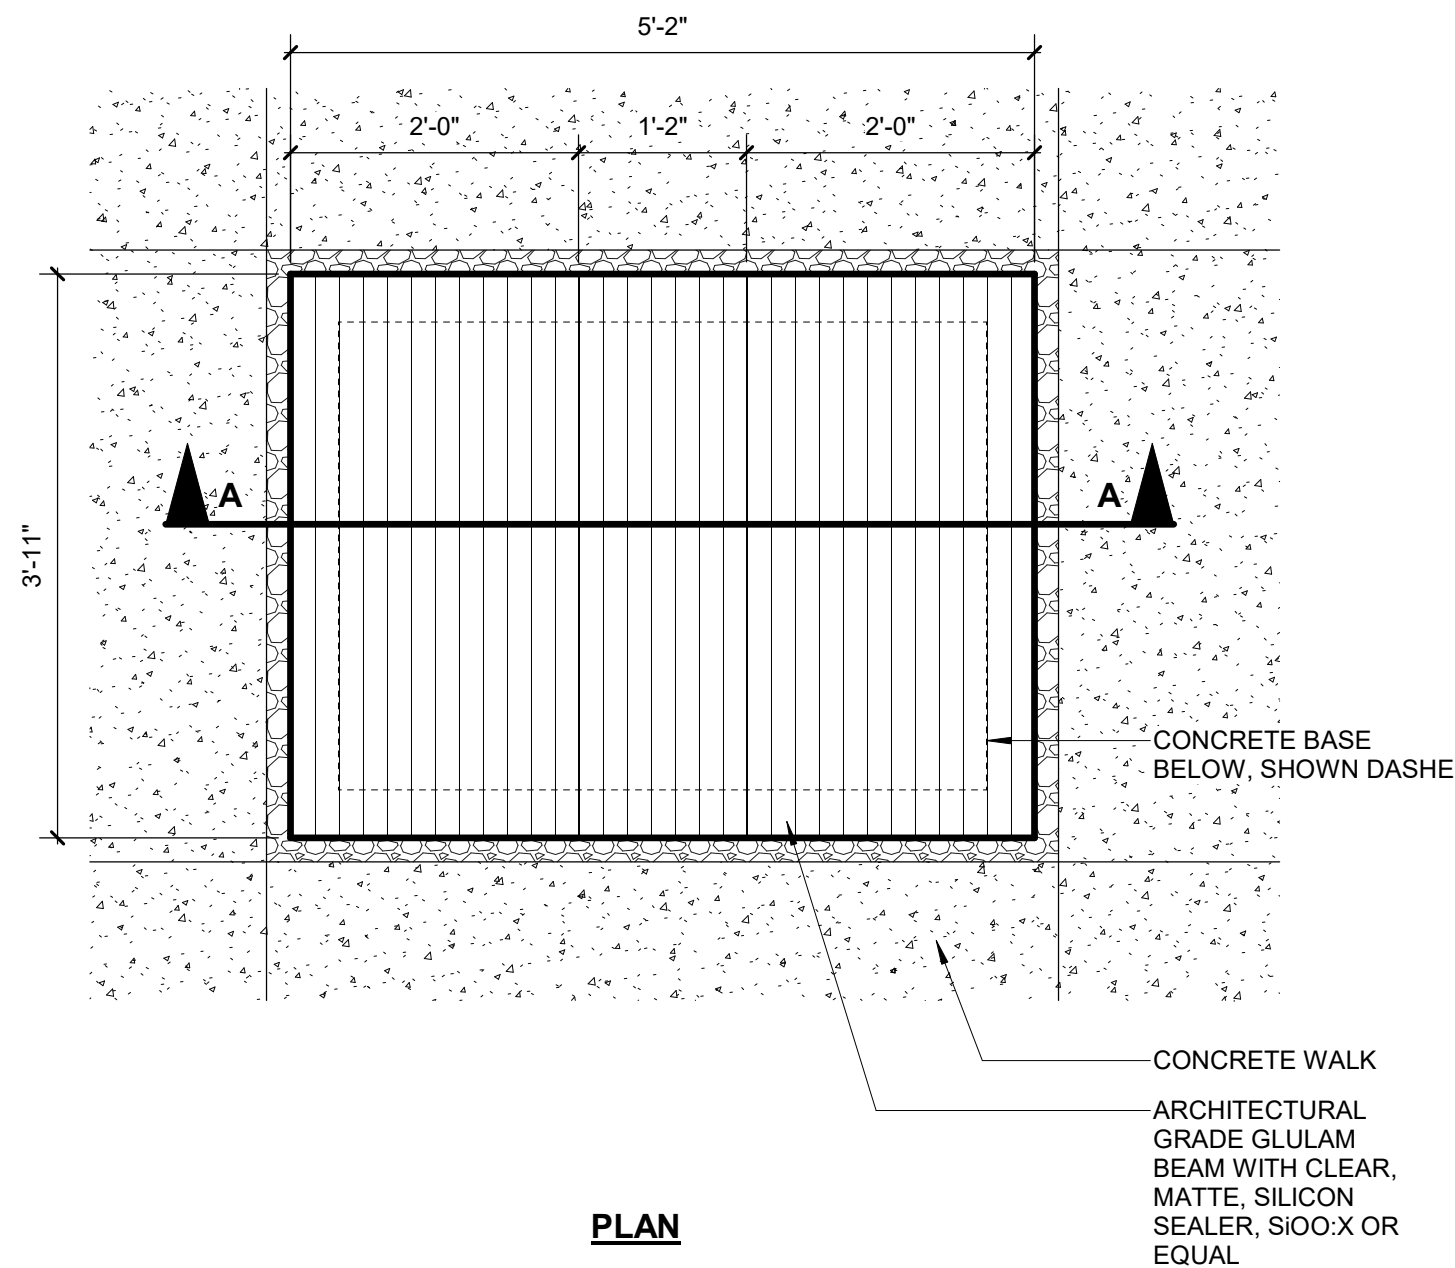 5'-2"
2'-0" 1'-2" 2'-0"
A A
3'-11"
CONCRETE BASE
BELOW, SHOWN DASHE
CONCRETE WALK
ARCHITECTURAL
GRADE GLULAM
BEAM WITH CLEAR,
MATTE, SILICON
SEALER, SiOO:X OR
EQUAL
PLAN